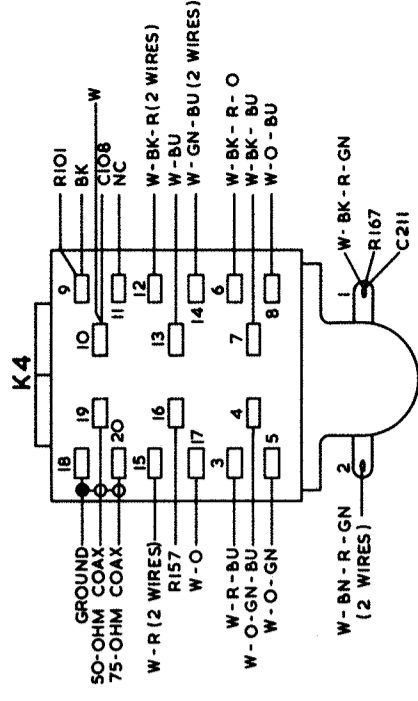 K4
GROUND
50-OHM COAX
75-OHM COAX
W-R (2 WIRES)
R157
W-O
W-R-BU
W-O-GN-BU
W-O-GN
W-BN-R-GN
(2 WIRES)
18
19
20
15
16
17
3
4
5
2
9
10
11
12
13
14
6
7
8
1
R101
BK
W
C108
NC
W-BK-R (2 WIRES)
W-BU
W-GN-BU (2 WIRES)
W-BK-R-O
W-BK-BU
W-O-BU
W-BK-R-GN
R167
C211